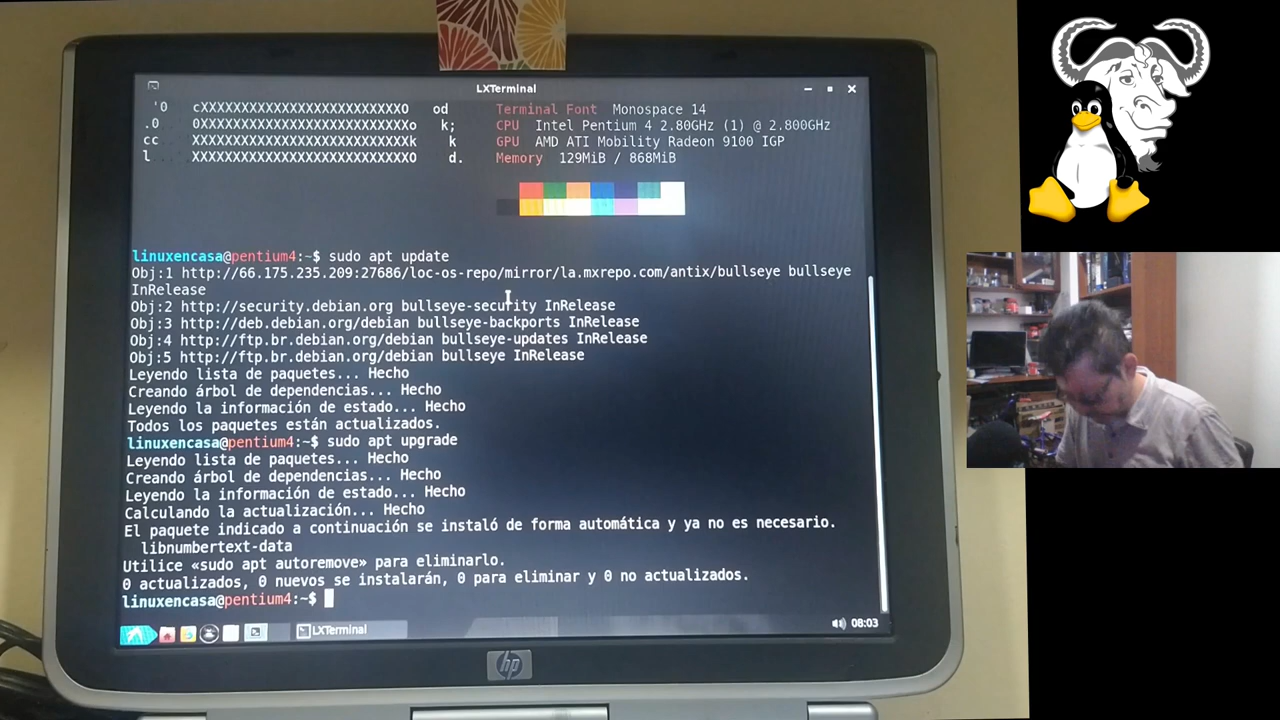 LXTerminal
'0 cXXXXXXXXXXXXXXXXXXXXXXXXXO od Terminal Font Monospace 14
.0 0XXXXXXXXXXXXXXXXXXXXXXXXXXo k; CPU Intel Pentium 4 2.80GHz (1) @ 2.800GHz
cc XXXXXXXXXXXXXXXXXXXXXXXXXXXk k GPU AMD ATI Mobility Radeon 9100 IGP
l XXXXXXXXXXXXXXXXXXXXXXXXXXXO d. Memory 129MiB / 868MiB
linuxencasa@pentium4:~$ sudo apt update
Obj:1 http://66.175.235.209:27686/loc-os-repo/mirror/la.mxrepo.com/antix/bullseye bullseye
InRelease
Obj:2 http://security.debian.org bullseye-security InRelease
Obj:3 http://deb.debian.org/debian bullseye-backports InRelease
Obj:4 http://ftp.br.debian.org/debian bullseye-updates InRelease
Obj:5 http://ftp.br.debian.org/debian bullseye InRelease
Leyendo lista de paquetes... Hecho
Creando árbol de dependencias... Hecho
Leyendo la información de estado... Hecho
Todos los paquetes están actualizados.
linuxencasa@pentium4:~$ sudo apt upgrade
Leyendo lista de paquetes... Hecho
Creando árbol de dependencias... Hecho
Leyendo la información de estado... Hecho
Calculando la actualización... Hecho
El paquete indicado a continuación se instaló de forma automática y ya no es necesario.
libnumbertext-data
Utilice «sudo apt autoremove» para eliminarlo.
0 actualizados, 0 nuevos se instalarán, 0 para eliminar y 0 no actualizados.
linuxencasa@pentium4:~$
LXTerminal
08:03
hp